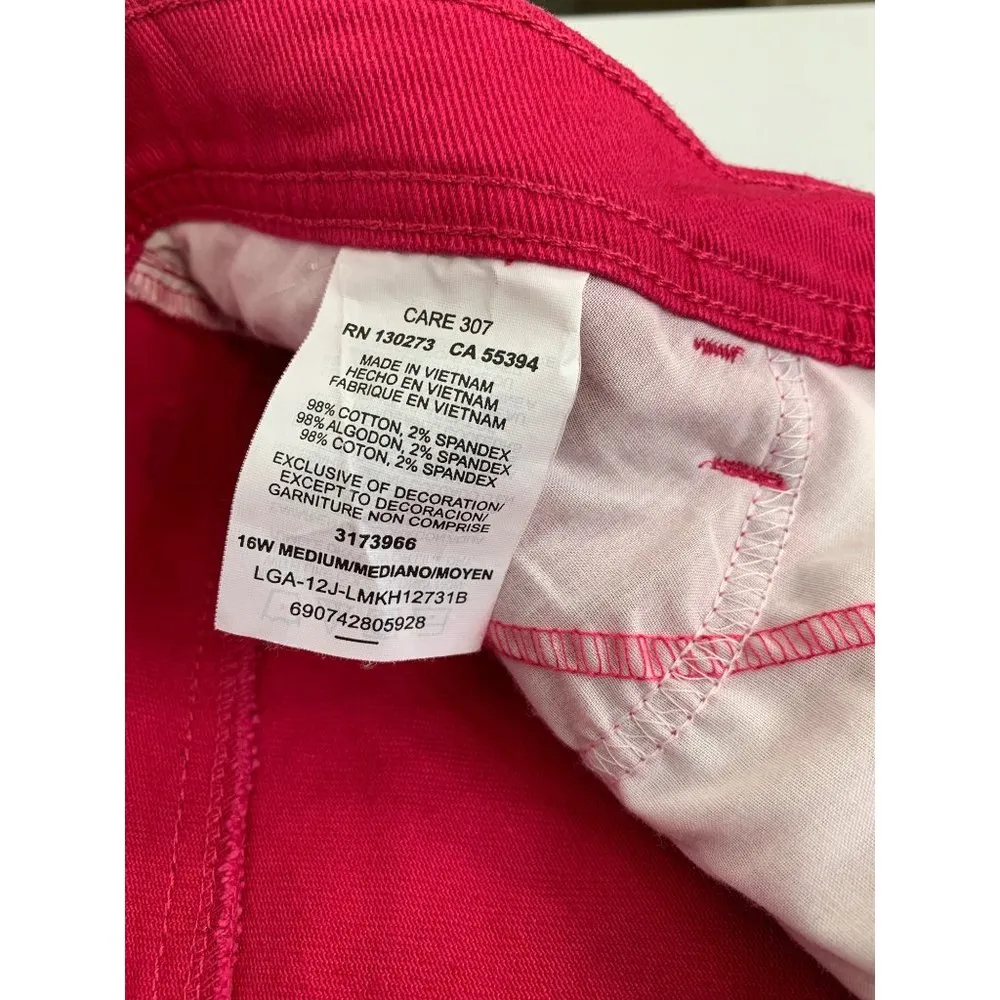 CARE 307
RN 130273 CA 55394
MADE IN VIETNAM
HECHO EN VIETNAM
FABRIQUE EN VIETNAM
98% COTTON, 2% SPANDEX
98% ALGODON, 2% SPANDEX
98% COTON, 2% SPANDEX
EXCLUSIVE OF DECORATION/
EXCEPT TO DECORACION/
GARNITURE NON COMPRISE
3173966
16W MEDIUM/MEDIANO/MOYEN
LGA-12J-LMKH12731B
690742805928